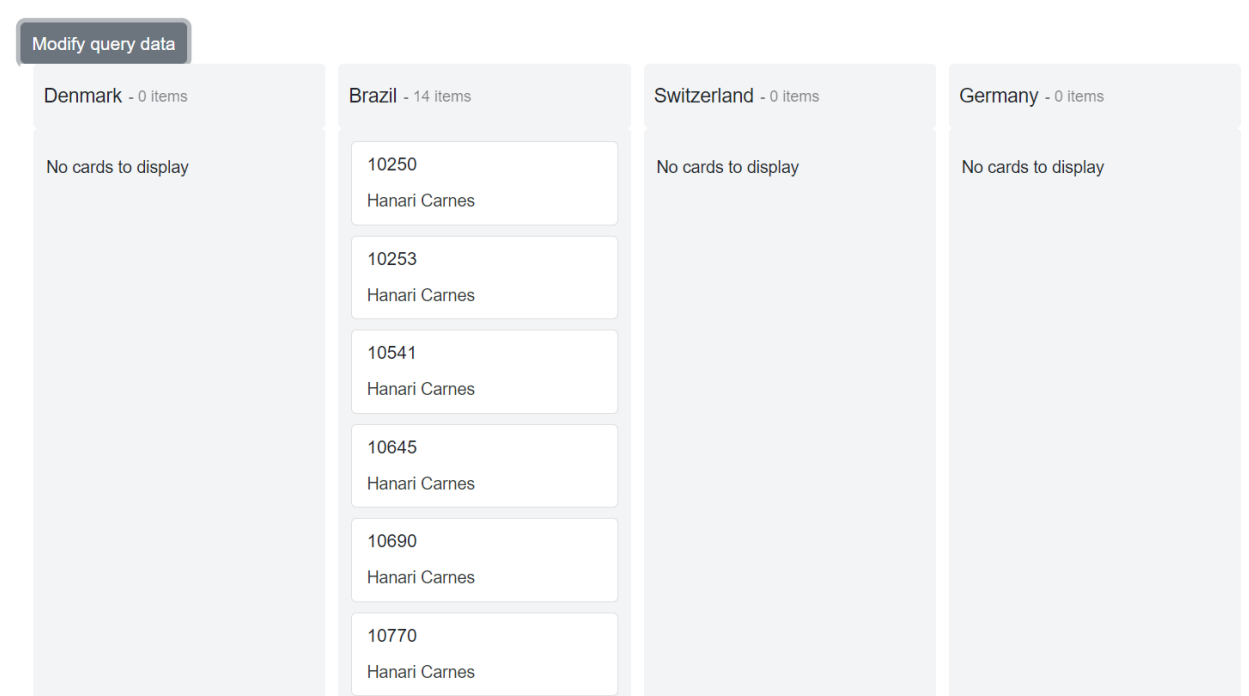 Modify query data
Denmark - 0 items
No cards to display
Brazil - 14 items
10250
Hanari Carnes
10253
Hanari Carnes
10541
Hanari Carnes
10645
Hanari Carnes
10690
Hanari Carnes
10770
Hanari Carnes
Switzerland - 0 items
No cards to display
Germany - 0 items
No cards to display